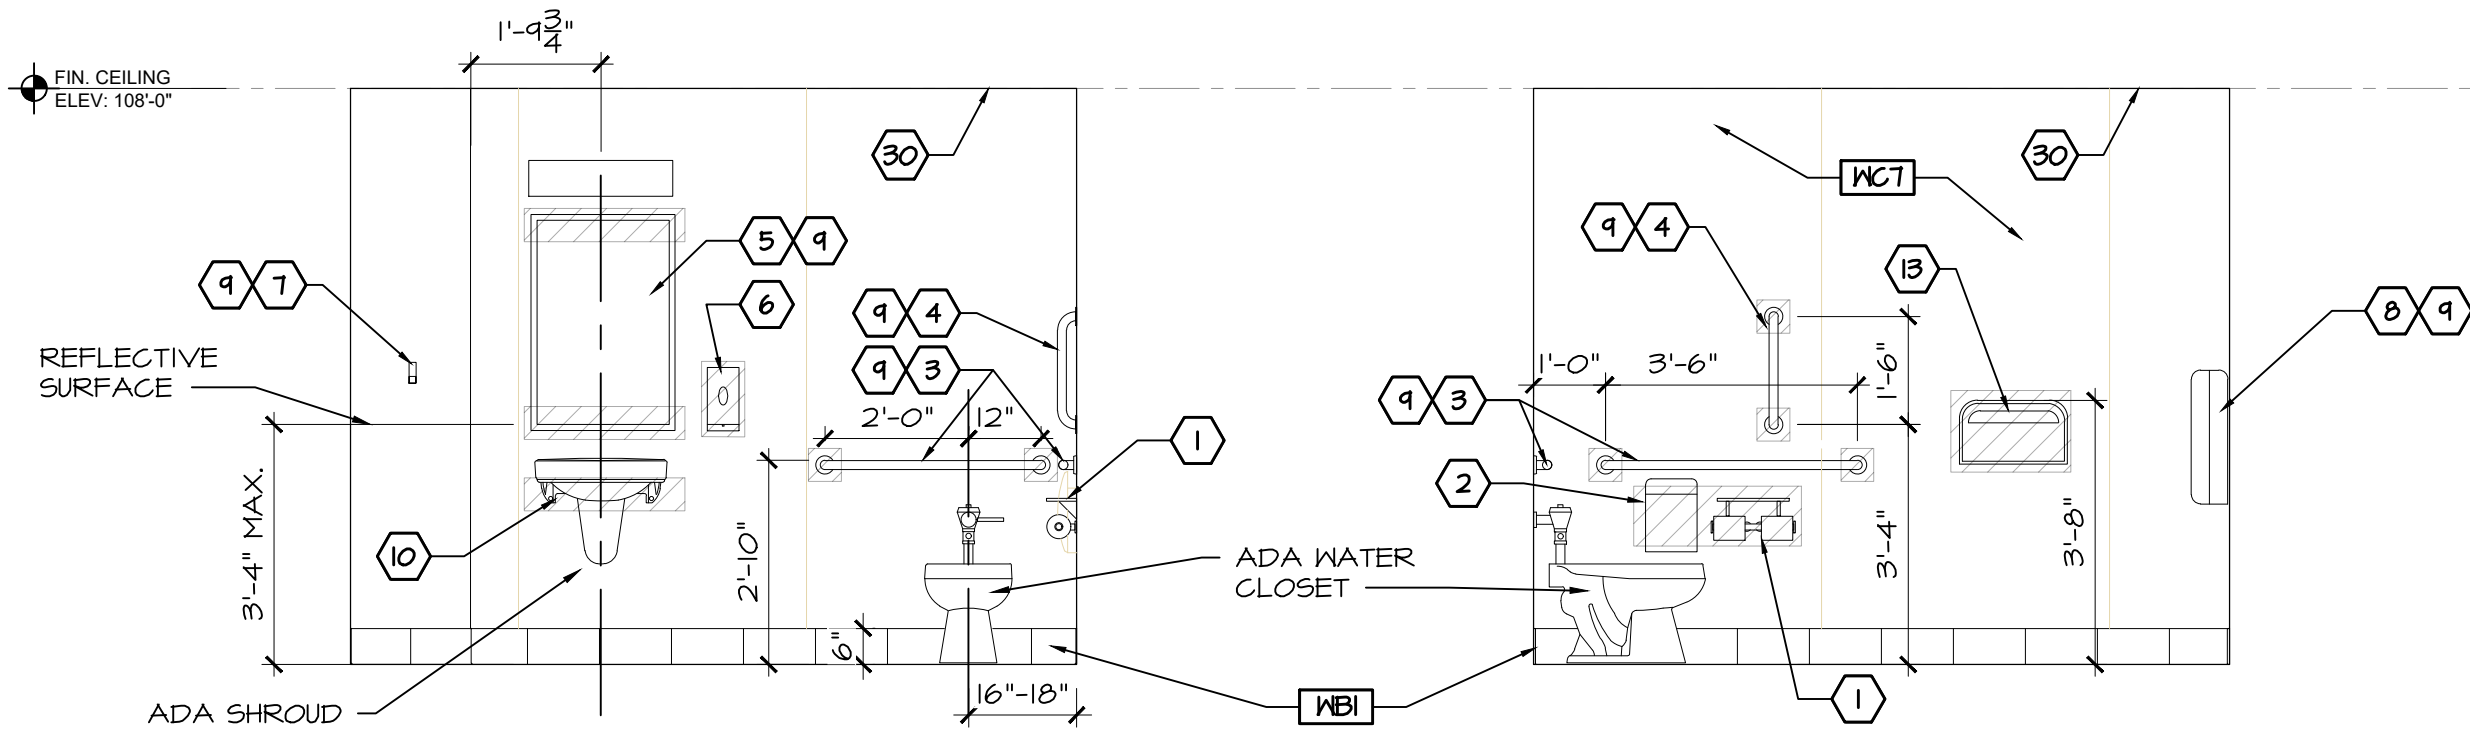 1'-9 3/4"
FIN. CEILING
ELEV: 108'-0"
30
5 9
9 7
6
9 4
9 3
REFLECTIVE
SURFACE
2'-0"
12"
1
3'-4" MAX.
10
2'-10"
6"
ADA SHROUD
16"-18"
ADA WATER
CLOSET
WB1
WC7
30
9 4
13
8 9
1'-0"
3'-6"
1'-6"
9 3
2
3'-4"
3'-8"
1